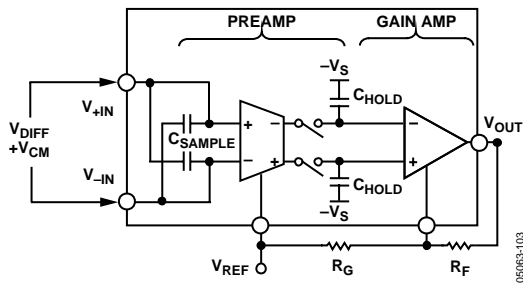 PREAMP
GAIN AMP
–VS
CHOLD
V+IN
VOUT
+
–
–
VDIFF
+VCM
CSAMPLE
–
+
+
V–IN
CHOLD
–VS
VREF
RG
RF
05063-103